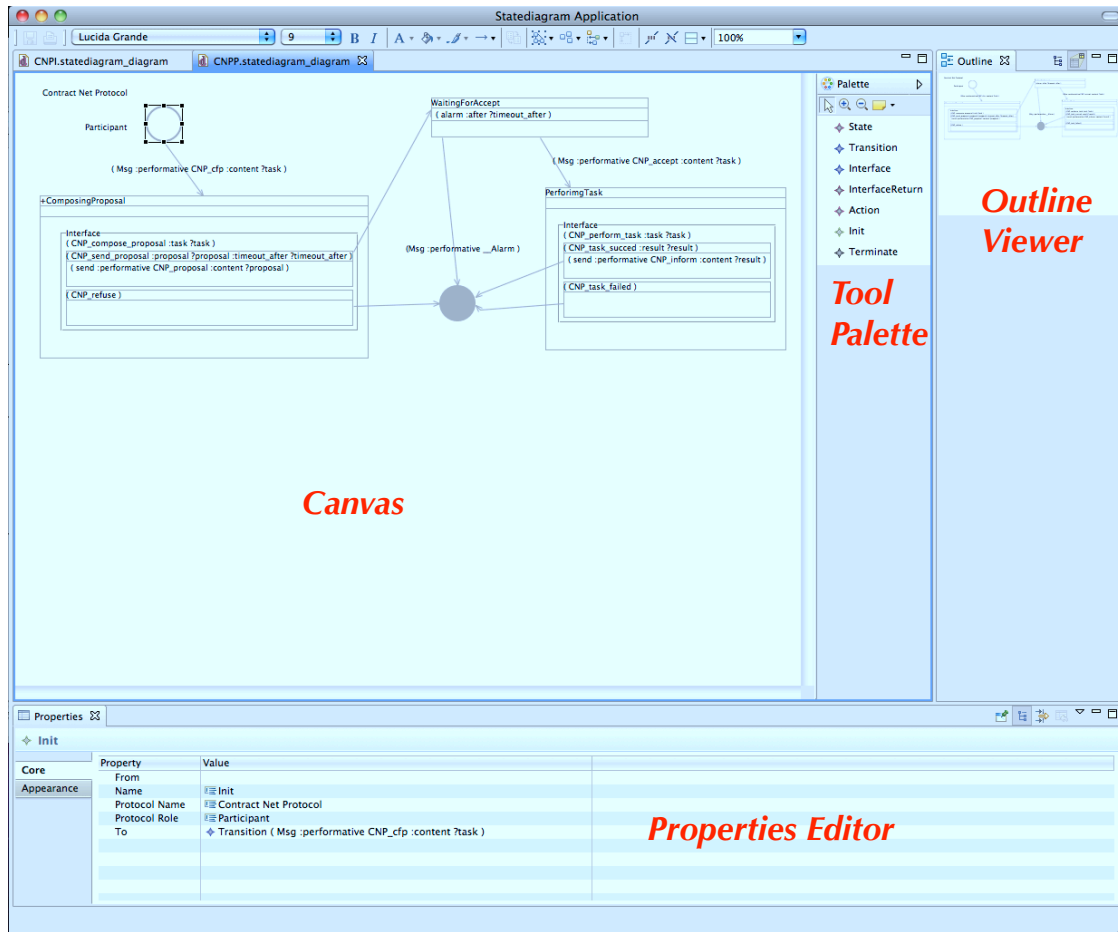 Statediagram Application
Lucida Grande
9
B I A
100%
CNPI.statediagram_diagram
CNPP.statediagram_diagram
Outline
Contract Net Protocol
Participant
( Msg :performative CNP_cfp :content ?task )
WaitingForAccept
( alarm :after ?timeout_after )
( Msg :performative CNP_accept :content ?task )
+ComposingProposal
Interface
( CNP_compose_proposal :task ?task )
( CNP_send_proposal :proposal ?proposal :timeout_after ?timeout_after )
( send :performative CNP_proposal :content ?proposal )
( CNP_refuse )
(Msg :performative __Alarm )
PerforimgTask
Interface
( CNP_perform_task :task ?task )
( CNP_task_succed :result ?result )
( send :performative CNP_inform :content ?result )
( CNP_task_failed )
Canvas
Palette
State
Transition
Interface
InterfaceReturn
Action
Init
Terminate
Tool
Palette
Outline
Viewer
Properties
Init
Core
Appearance
Property Value
From
Name Init
Protocol Name Contract Net Protocol
Protocol Role Participant
To Transition ( Msg :performative CNP_cfp :content ?task )
Properties Editor